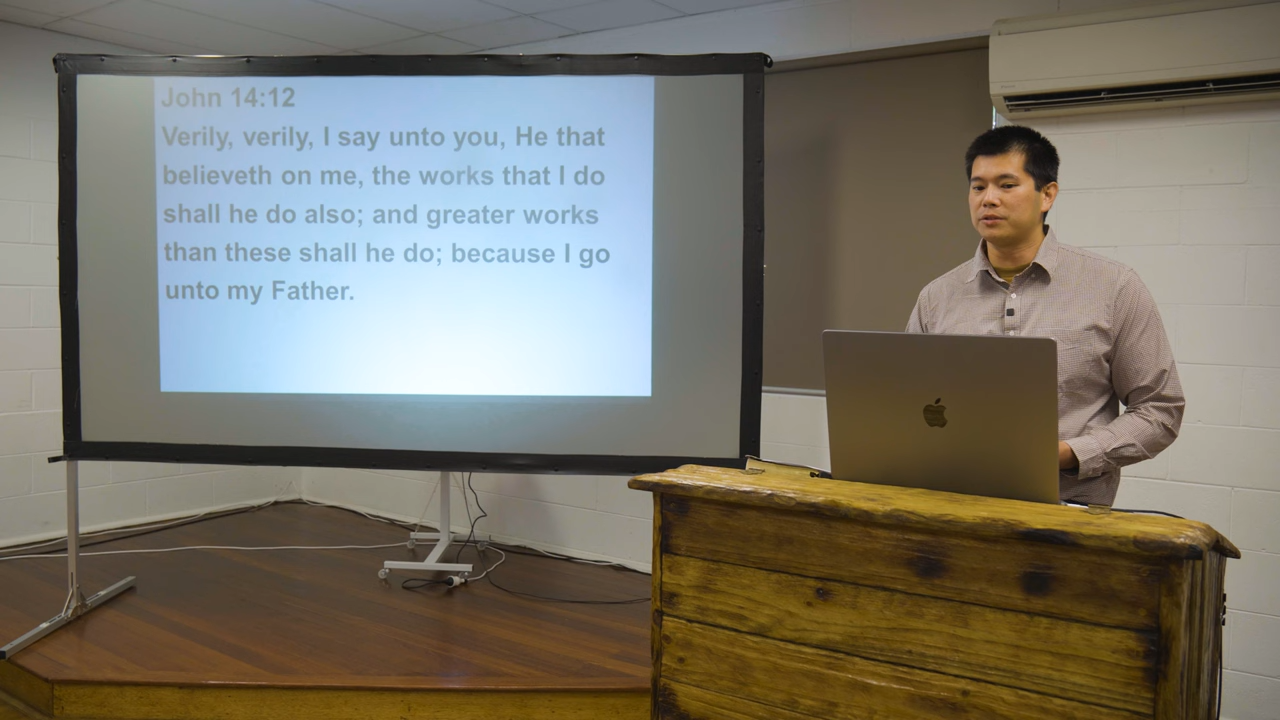 John 14:12
Verily, verily, I say unto you, He that
believeth on me, the works that I do
shall he do also; and greater works
than these shall he do; because I go
unto my Father.